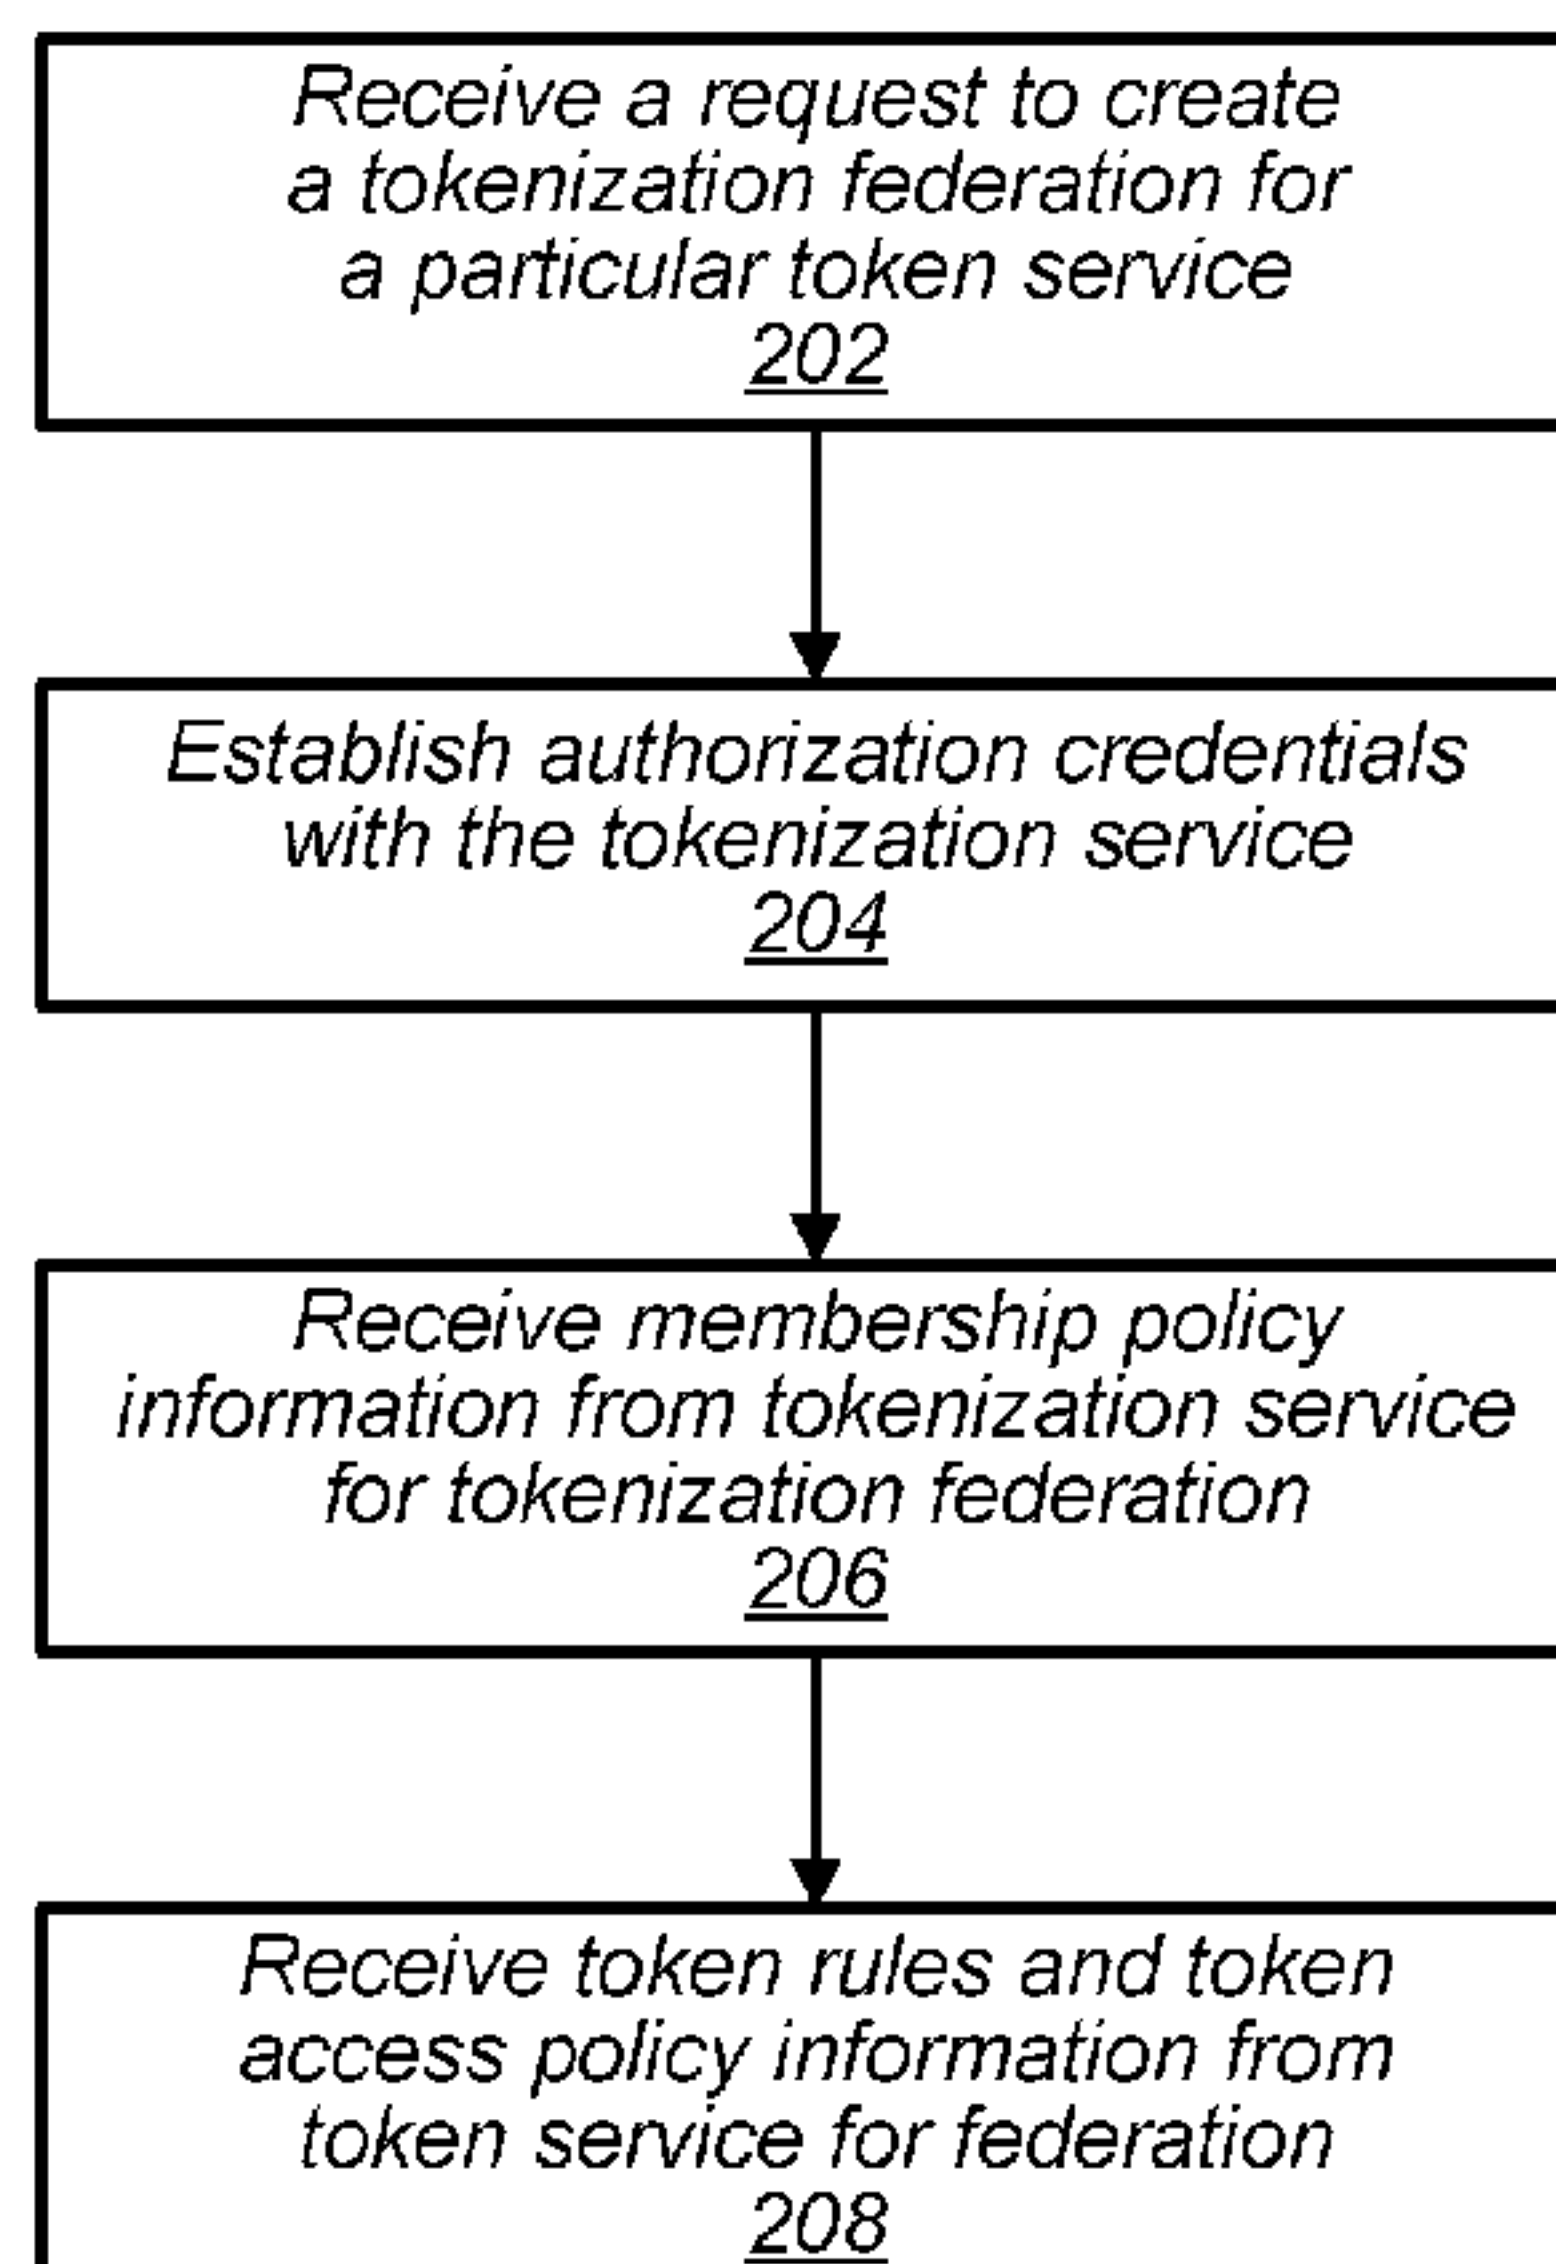 Receive a request to create
a tokenization federation for
a particular token service
202
Establish authorization credentials
with the tokenization service
204
Receive membership policy
information from tokenization service
for tokenization federation
206
Receive token rules and token
access policy information from
token service for federation
208